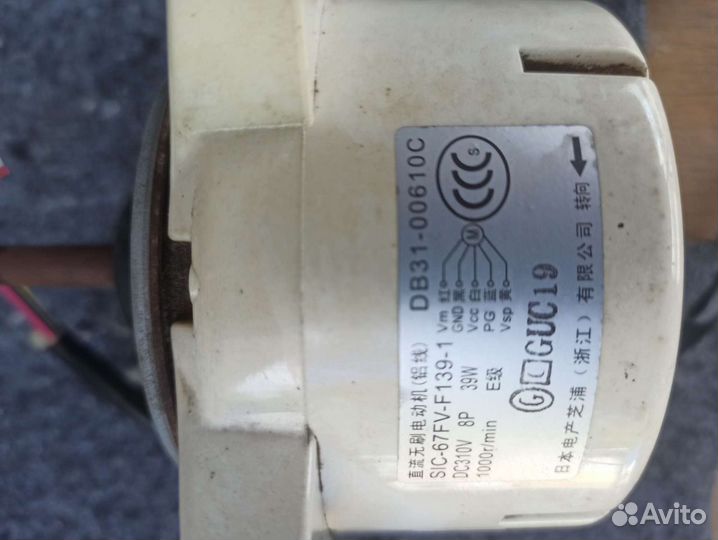 直流无刷电动机(铝线)
DB31-00610C
SIC-67FV-F139-1
DC310V 8P 39W
1000r/min E级
Vm 红
GND 黑
Vcc 白
PG 蓝
Vsp 黄
M
CCC S
G GUC19
日本电产芝浦（浙江）有限公司 转向
Avito